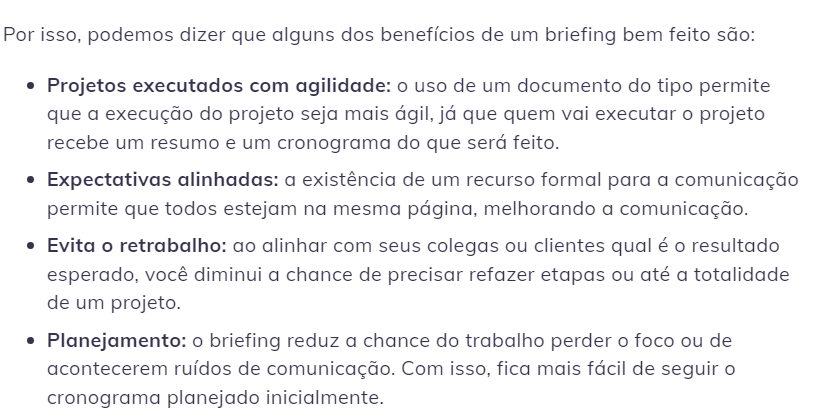 Por isso, podemos dizer que alguns dos benefícios de um briefing bem feito são:
• Projetos executados com agilidade: o uso de um documento do tipo permite
que a execução do projeto seja mais ágil, já que quem vai executar o projeto
recebe um resumo e um cronograma do que será feito.
• Expectativas alinhadas: a existência de um recurso formal para a comunicação
permite que todos estejam na mesma página, melhorando a comunicação.
• Evita o retrabalho: ao alinhar com seus colegas ou clientes qual é o resultado
esperado, você diminui a chance de precisar refazer etapas ou até a totalidade
de um projeto.
• Planejamento: o briefing reduz a chance do trabalho perder o foco ou de
acontecerem ruídos de comunicação. Com isso, fica mais fácil de seguir o
cronograma planejado inicialmente.